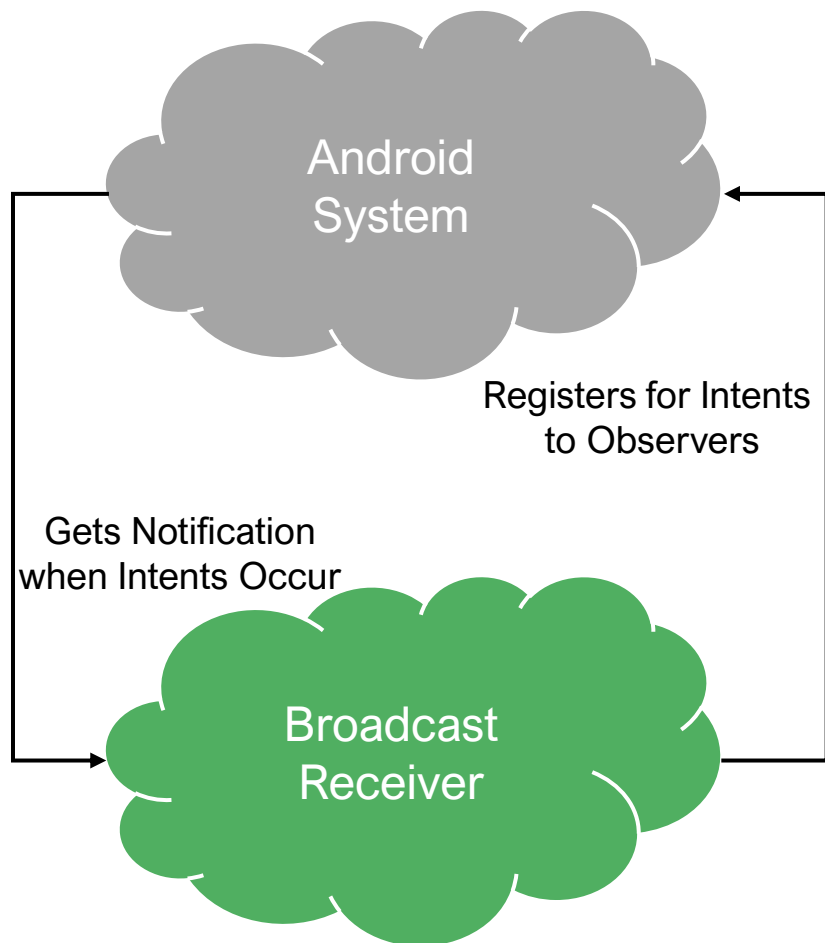 Android
System
Registers for Intents
to Observers
Gets Notification
when Intents Occur
Broadcast
Receiver